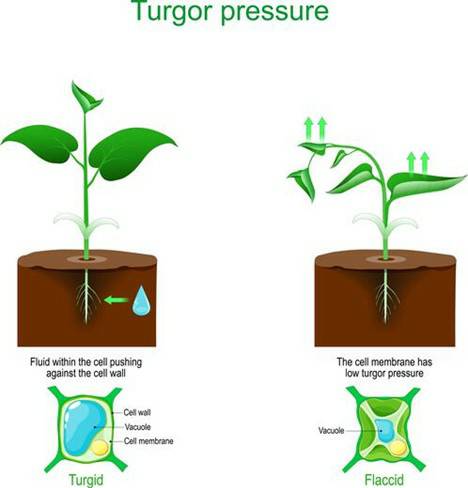 Turgor pressure
Fluid within the cell pushing
against the cell wall
The cell membrane has
low turgor pressure
Cell wall
Vacuole
Cell membrane
Vacuole
Turgid
Flaccid